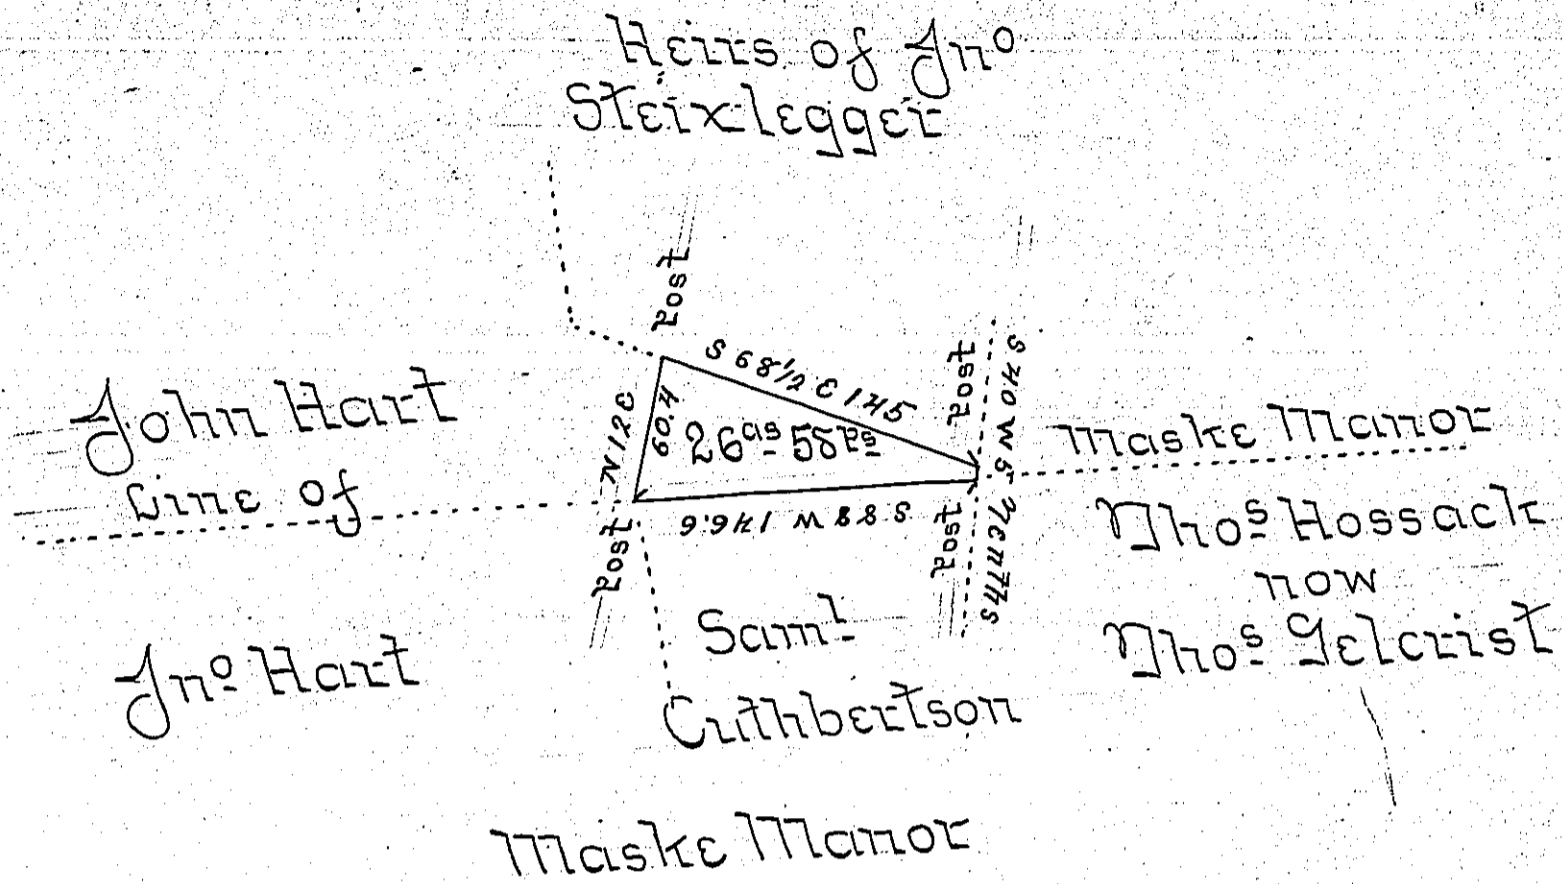 Heirs of Jnº
Steixlegger
Post
S 68½ E 145
Post
S 40 W 5 Tenths
N 12 E
60.4
26as 58Ps
John Hart
Line of
Maske Manor
Post
S 88 W 146.6
Post
Thoˢ Hossack
now
Thoˢ Gelcrist
Samˡ
Cuthbertson
Jnº Hart
Maske Manor